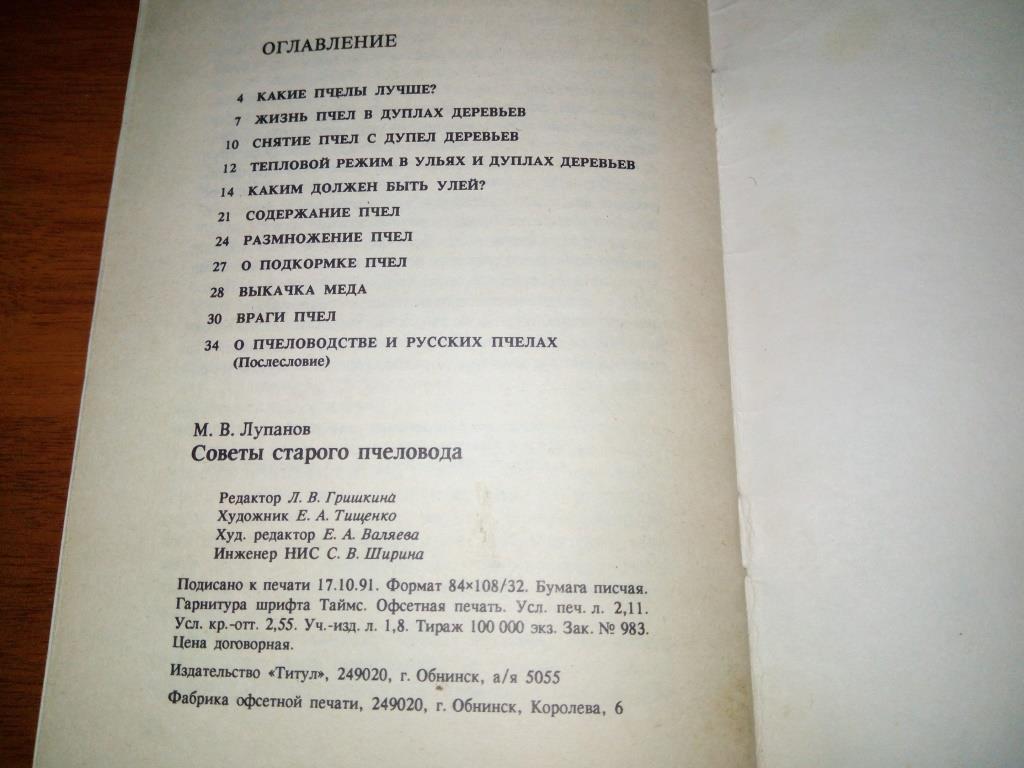 ОГЛАВЛЕНИЕ
4 КАКИЕ ПЧЕЛЫ ЛУЧШЕ?
7 ЖИЗНЬ ПЧЕЛ В ДУПЛАХ ДЕРЕВЬЕВ
10 СНЯТИЕ ПЧЕЛ С ДУПЕЛ ДЕРЕВЬЕВ
12 ТЕПЛОВОЙ РЕЖИМ В УЛЬЯХ И ДУПЛАХ ДЕРЕВЬЕВ
14 КАКИМ ДОЛЖЕН БЫТЬ УЛЕЙ?
21 СОДЕРЖАНИЕ ПЧЕЛ
24 РАЗМНОЖЕНИЕ ПЧЕЛ
27 О ПОДКОРМКЕ ПЧЕЛ
28 ВЫКАЧКА МЕДА
30 ВРАГИ ПЧЕЛ
34 О ПЧЕЛОВОДСТВЕ И РУССКИХ ПЧЕЛАХ
(Послесловие)
М. В. Лупанов
Советы старого пчеловода
Редактор Л. В. Гришкина
Художник Е. А. Тищенко
Худ. редактор Е. А. Валяева
Инженер НИС С. В. Ширина
Подисано к печати 17.10.91. Формат 84×108/32. Бумага писчая.
Гарнитура шрифта Таймс. Офсетная печать. Усл. печ. л. 2,11.
Усл. кр.-отт. 2,55. Уч.-изд. л. 1,8. Тираж 100 000 экз. Зак. № 983.
Цена договорная.
Издательство «Титул», 249020, г. Обнинск, а/я 5055
Фабрика офсетной печати, 249020, г. Обнинск, Королева, 6